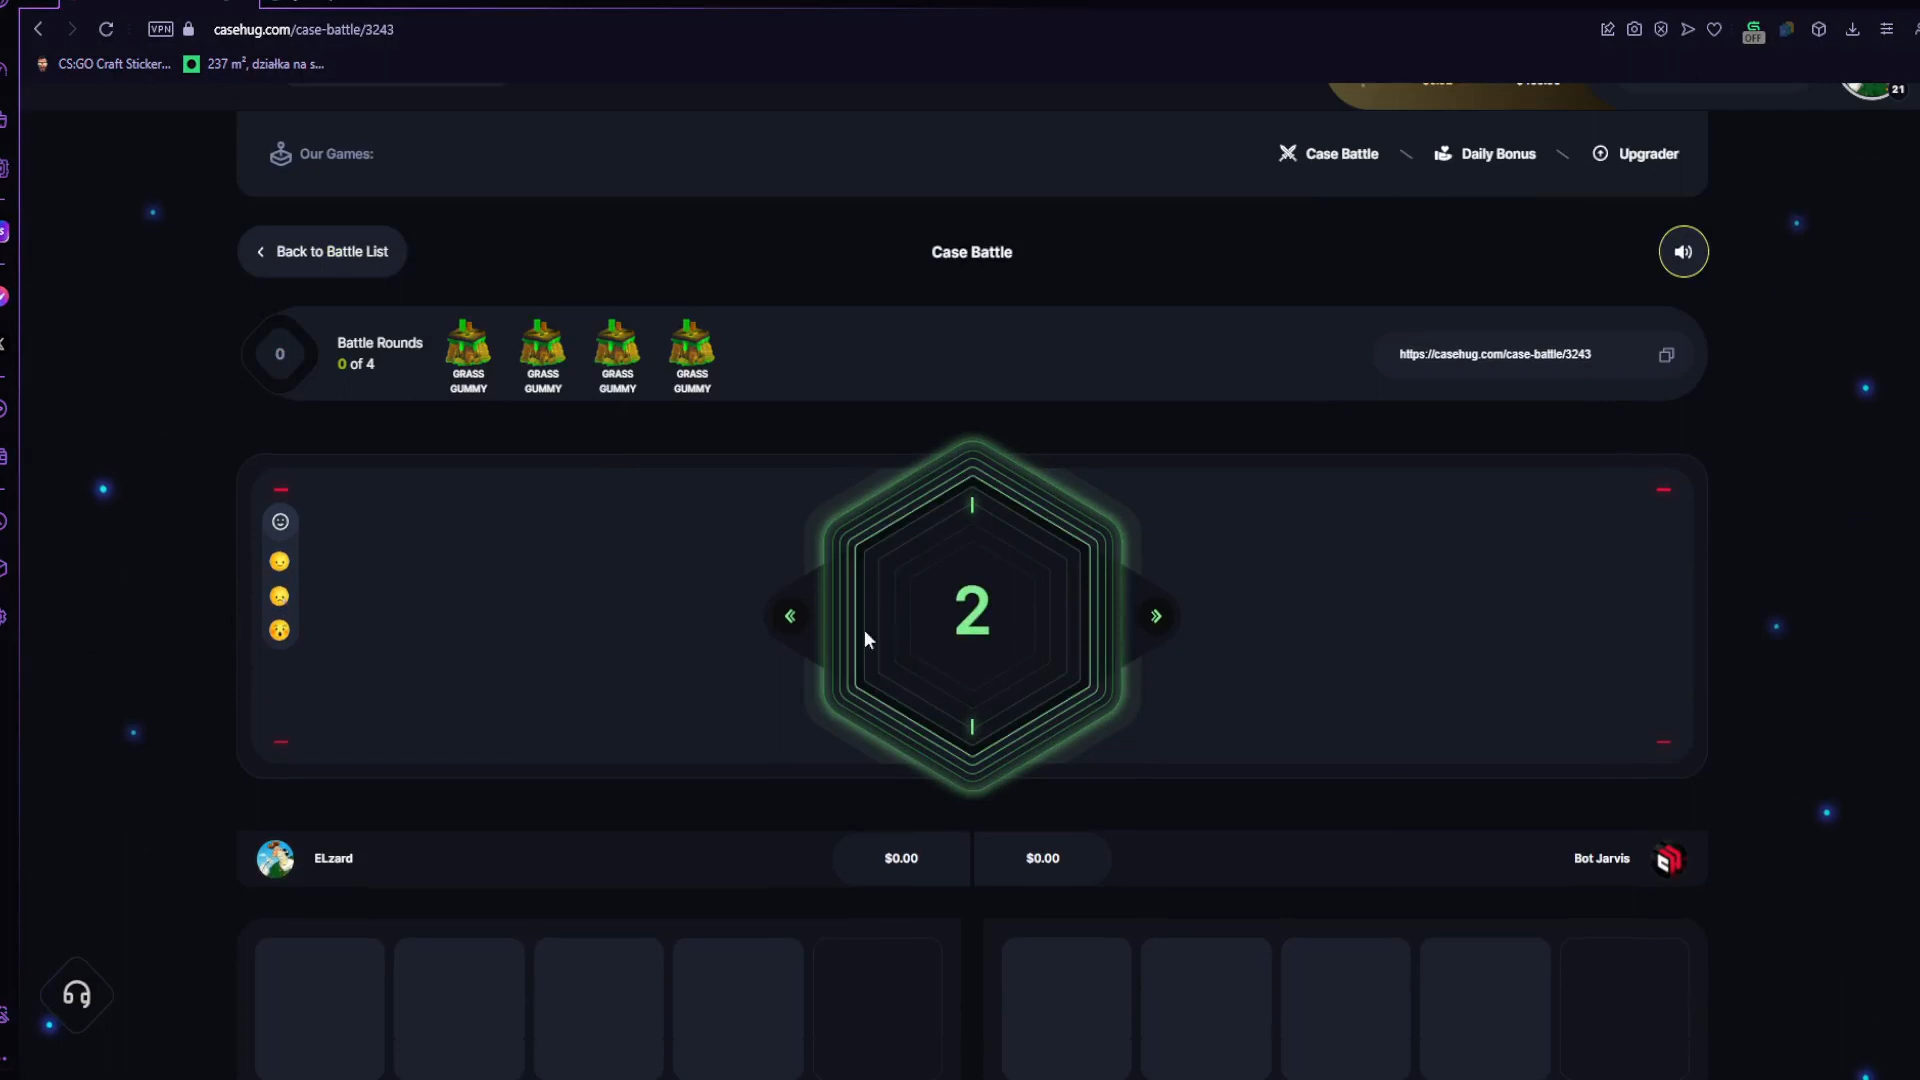 VPN
casehug.com/case-battle/3243
OFF
CS:GO Craft Sticker...
237 m², działka na s...
21
Our Games:
Case Battle
Daily Bonus
Upgrader
Back to Battle List
Case Battle
0
Battle Rounds
0 of 4
GRASS
GUMMY
GRASS
GUMMY
GRASS
GUMMY
GRASS
GUMMY
https://casehug.com/case-battle/3243
2
ELzard
$0.00
$0.00
Bot Jarvis